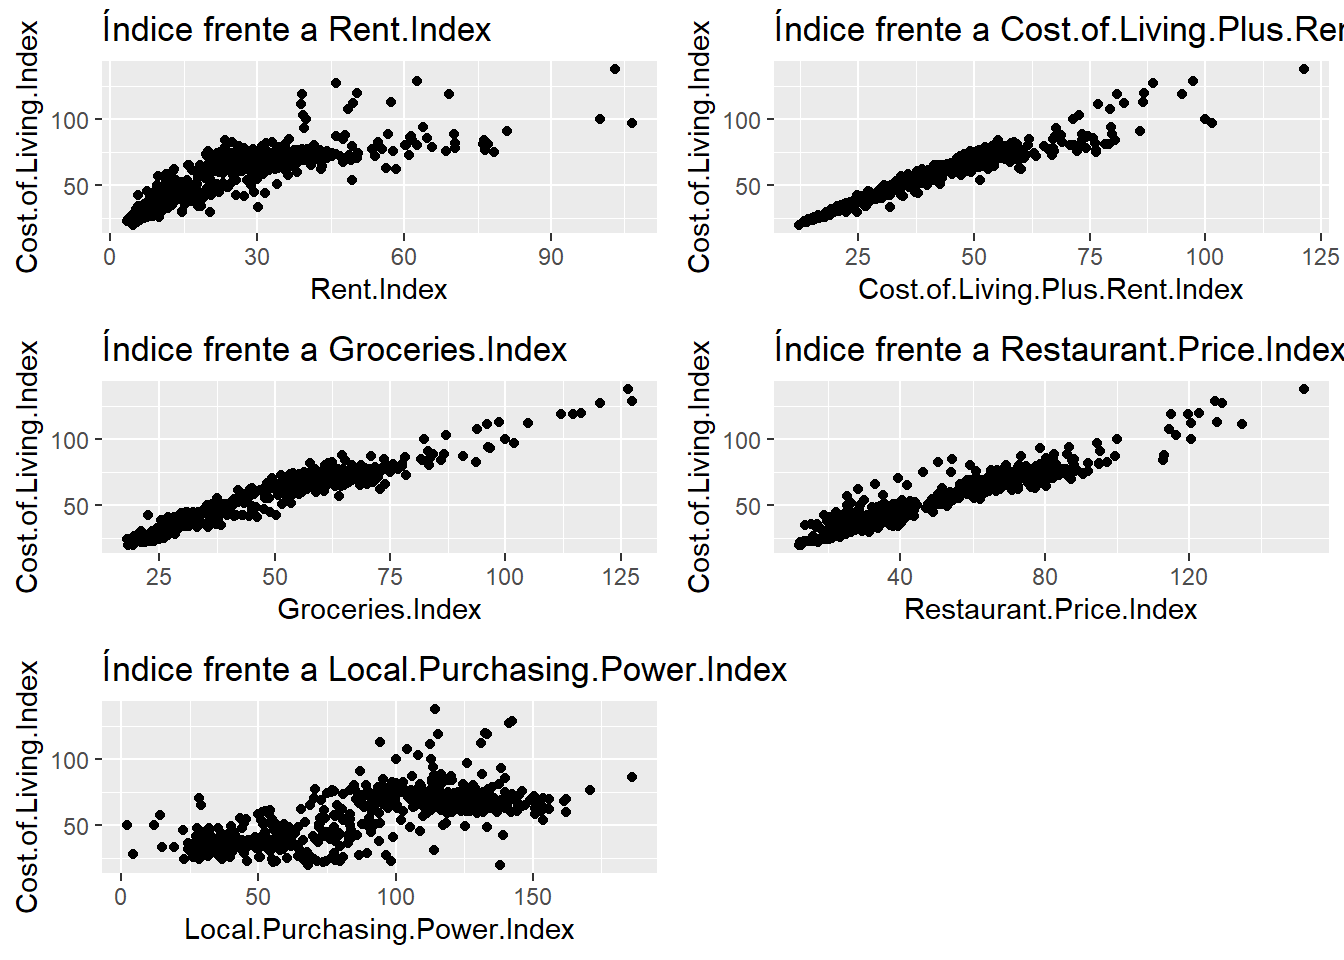 Índice frente a Rent.Index
Cost.of.Living.Index
100
50
0
30
60
90
Rent.Index
Índice frente a Cost.of.Living.Plus.Ren
Cost.of.Living.Index
100
50
25
50
75
100
125
Cost.of.Living.Plus.Rent.Index
Índice frente a Groceries.Index
Cost.of.Living.Index
100
50
25
50
75
100
125
Groceries.Index
Índice frente a Restaurant.Price.Index
Cost.of.Living.Index
100
50
40
80
120
Restaurant.Price.Index
Índice frente a Local.Purchasing.Power.Index
Cost.of.Living.Index
100
50
0
50
100
150
Local.Purchasing.Power.Index